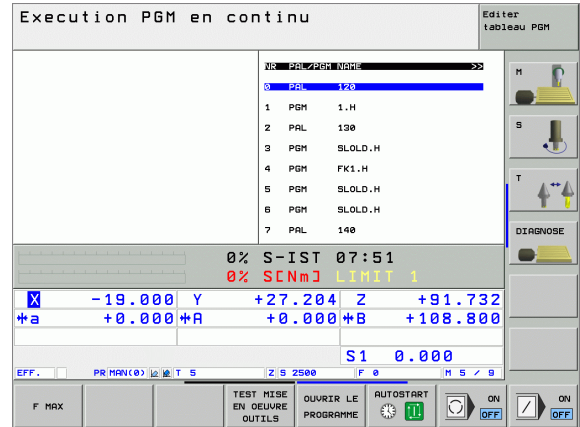 Execution PGM en continu
Editer
tableau PGM
NR PAL/PGM NAME >>
0 PAL 120
1 PGM 1.H
2 PAL 130
3 PGM SLOLD.H
4 PGM FK1.H
5 PGM SLOLD.H
6 PGM SLOLD.H
7 PAL 140
M
S
T
DIAGNOSE
0% S-IST 07:51
0% S[Nm] LIMIT 1
X -19.000 Y +27.204 Z +91.732
a +0.000 A +0.000 B +108.800
S1 0.000
EFF. PR MAN(0) T 5 Z S 2500 F 0 M 5 / 9
F MAX
TEST MISE
EN OEUVRE
OUTILS
OUVRIR LE
PROGRAMME
AUTOSTART
ON
OFF
ON
OFF